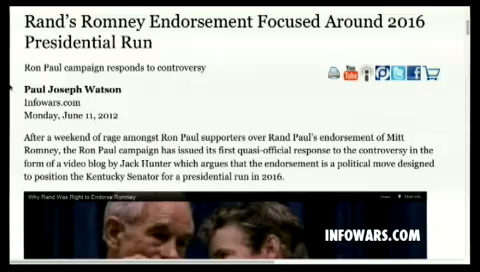 Rand's Romney Endorsement Focused Around 2016
Presidential Run
Ron Paul campaign responds to controversy
You
Tube
Paul Joseph Watson
Infowars.com
Monday, June 11, 2012
After a weekend of rage amongst Ron Paul supporters over Rand Paul's endorsement of Mitt
Romney, the Ron Paul campaign has issued its first quasi-official response to the controversy in the
form of a video blog by Jack Hunter which argues that the endorsement is a political move designed
to position the Kentucky Senator for a presidential run in 2016.
Why Rand Was Right to Endorse Romney
INFOWARS.COM